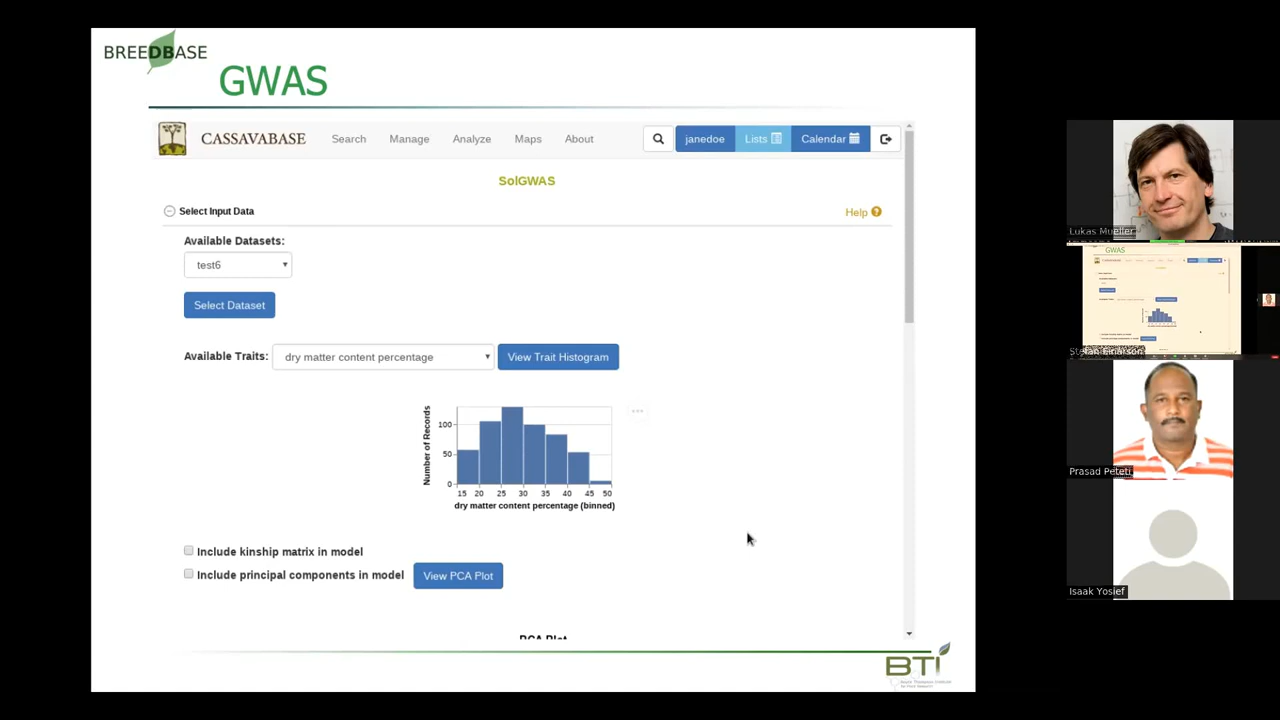 BREEDBASE
GWAS
CASSAVABASE Search Manage Analyze Maps About janedoe Lists Calendar
SolGWAS
Select Input Data Help
Available Datasets:
test6
Select Dataset
Available Traits: dry matter content percentage View Trait Histogram
Number of Records
100
50
0
15 20 25 30 35 40 45 50
dry matter content percentage (binned)
Include kinship matrix in model
Include principal components in model View PCA Plot
PCA Plot
BTI
Lukas Mueller
GWAS
Prasad Peteti
Isaak Yosief